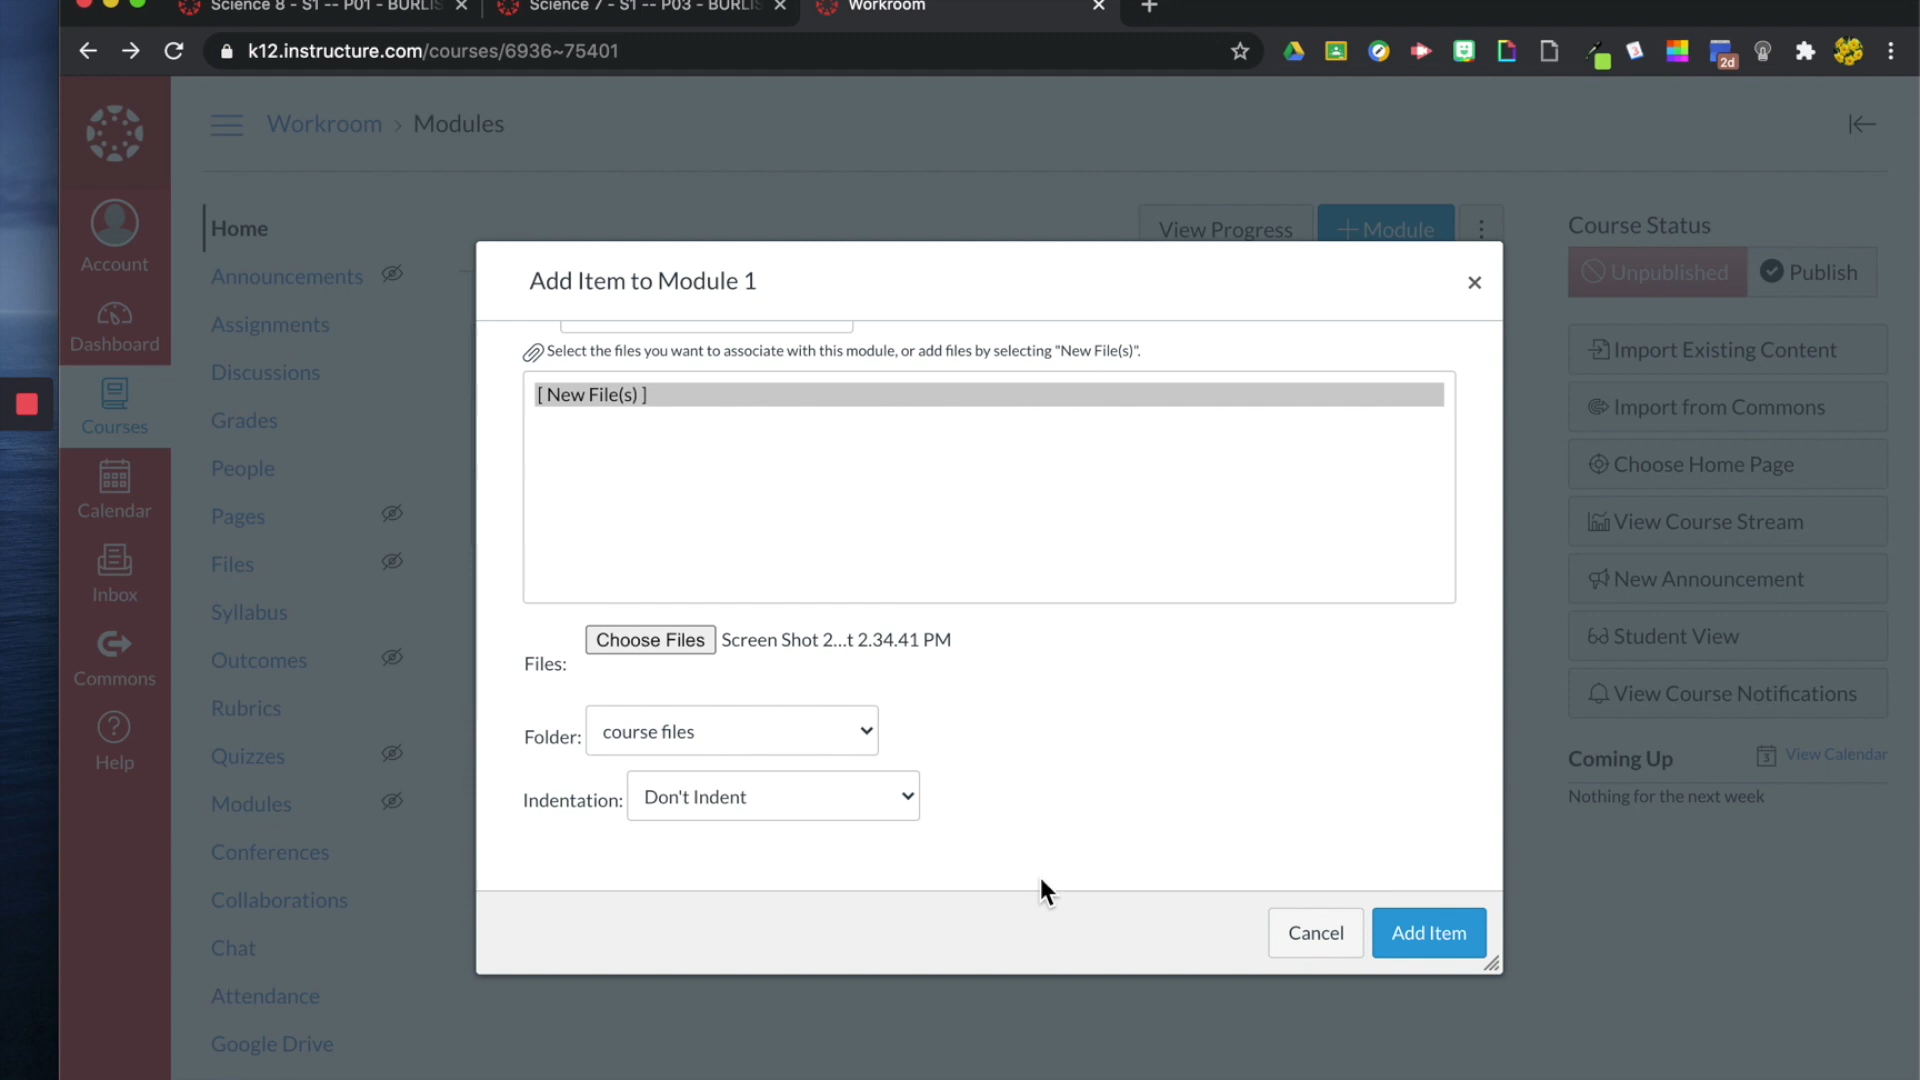 Science 8 - S1 -- P01 - BURLIS
Science 7 - S1 -- P03 - BURLIS
Workroom
k12.instructure.com/courses/6936~75401
2d
Workroom › Modules
Account
Dashboard
Courses
Calendar
Inbox
Commons
Help
Home
Announcements
Assignments
Discussions
Grades
People
Pages
Files
Syllabus
Outcomes
Rubrics
Quizzes
Modules
Conferences
Collaborations
Chat
Attendance
Google Drive
View Progress
+ Module
Add Item to Module 1
Select the files you want to associate with this module, or add files by selecting "New File(s)".
[ New File(s) ]
Files: Choose Files Screen Shot 2...t 2.34.41 PM
Folder: course files
Indentation: Don't Indent
Cancel
Add Item
Course Status
Unpublished
Publish
Import Existing Content
Import from Commons
Choose Home Page
View Course Stream
New Announcement
Student View
View Course Notifications
Coming Up
3 View Calendar
Nothing for the next week